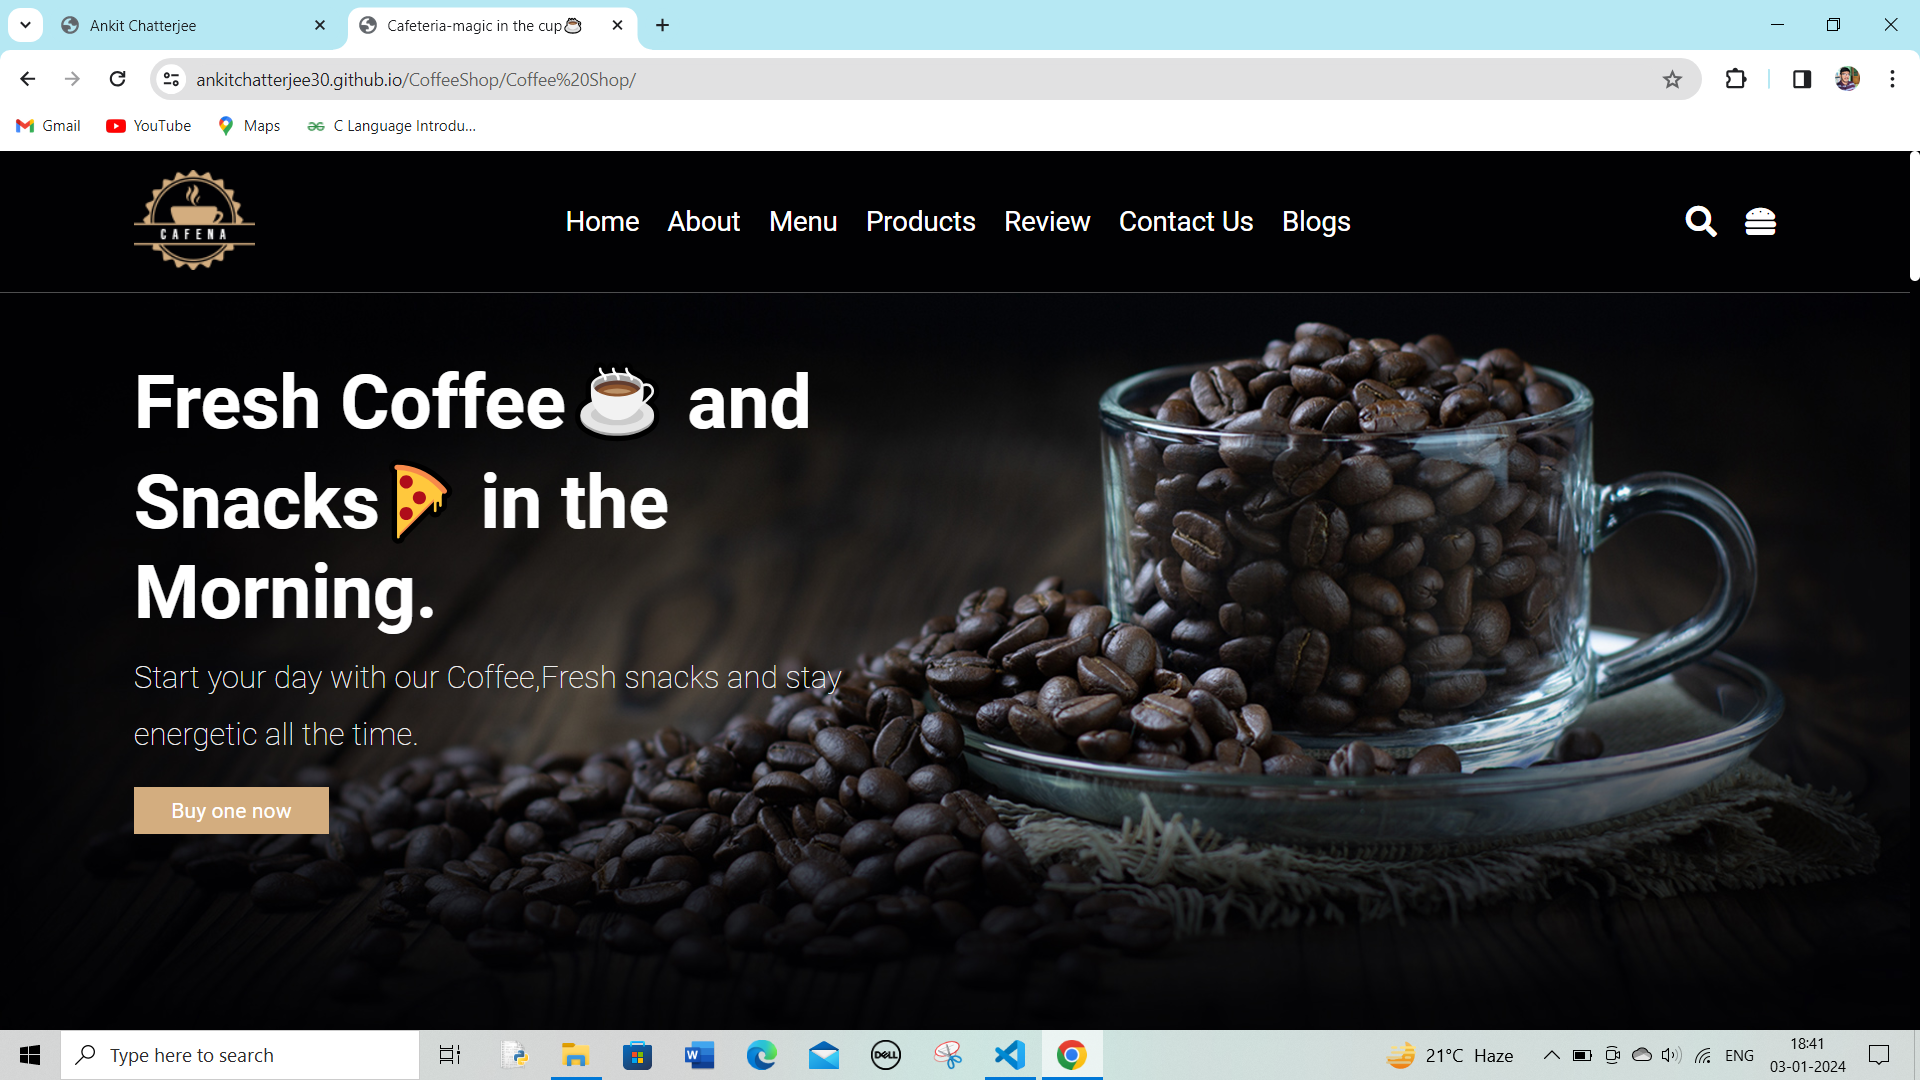 Ankit Chatterjee
Cafeteria-magic in the cup☕
ankitchatterjee30.github.io/CoffeeShop/Coffee%20Shop/
Gmail
YouTube
Maps
C Language Introdu...
CAFENA
Home
About
Menu
Products
Review
Contact Us
Blogs
Fresh Coffee☕ and
Snacks🍕 in the
Morning.
Start your day with our Coffee,Fresh snacks and stay
energetic all the time.
Buy one now
Type here to search
W
DELL
21°C Haze
ENG
18:41
03-01-2024